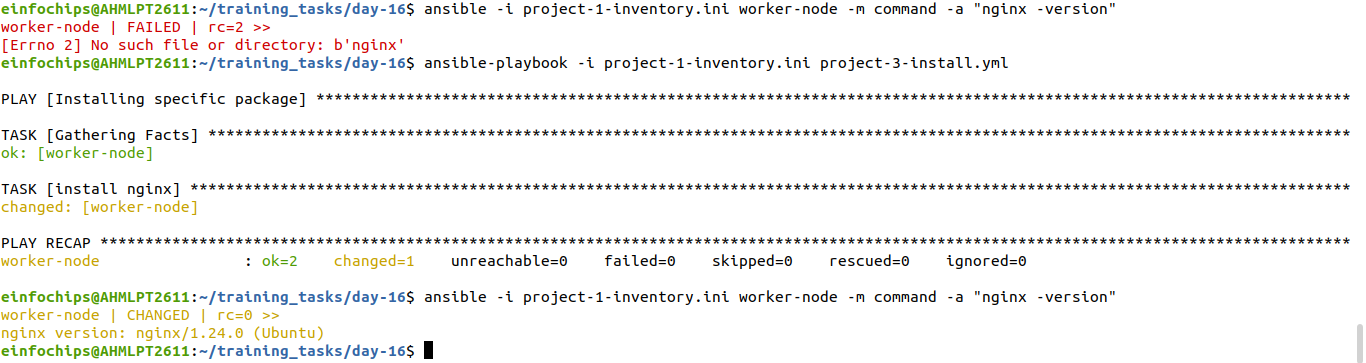 einfochips@AHMLPT2611:~/training_tasks/day-16$ ansible -i project-1-inventory.ini worker-node -m command -a "nginx -version"
worker-node | FAILED | rc=2 >>
[Errno 2] No such file or directory: b'nginx'
einfochips@AHMLPT2611:~/training_tasks/day-16$ ansible-playbook -i project-1-inventory.ini project-3-install.yml
PLAY [Installing specific package] *******************************************************************************************************************
TASK [Gathering Facts] *******************************************************************************************************************************
ok: [worker-node]
TASK [install nginx] *********************************************************************************************************************************
changed: [worker-node]
PLAY RECAP *******************************************************************************************************************************************
worker-node                : ok=2    changed=1    unreachable=0    failed=0    skipped=0    rescued=0    ignored=0
einfochips@AHMLPT2611:~/training_tasks/day-16$ ansible -i project-1-inventory.ini worker-node -m command -a "nginx -version"
worker-node | CHANGED | rc=0 >>
nginx version: nginx/1.24.0 (Ubuntu)
einfochips@AHMLPT2611:~/training_tasks/day-16$